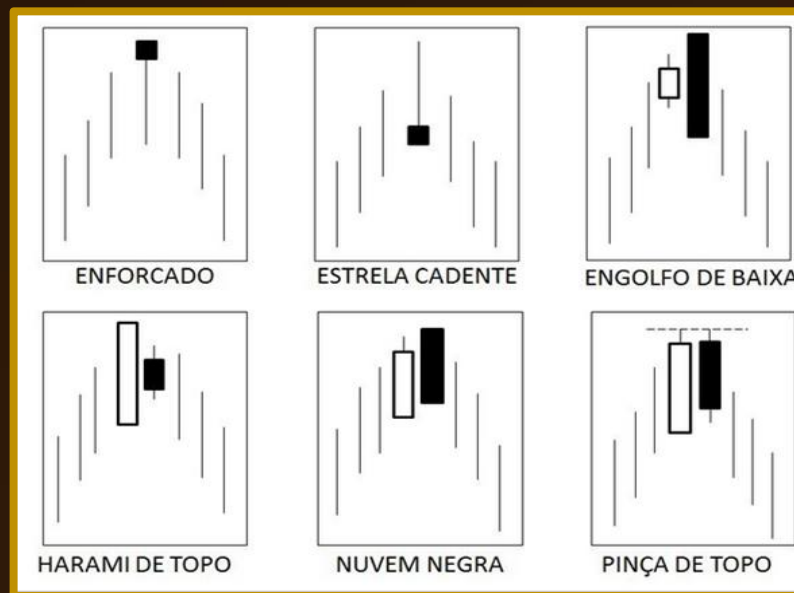 ENFORCADO
ESTRELA CADENTE
ENGOLFO DE BAIXA
HARAMI DE TOPO
NUVEM NEGRA
PINÇA DE TOPO